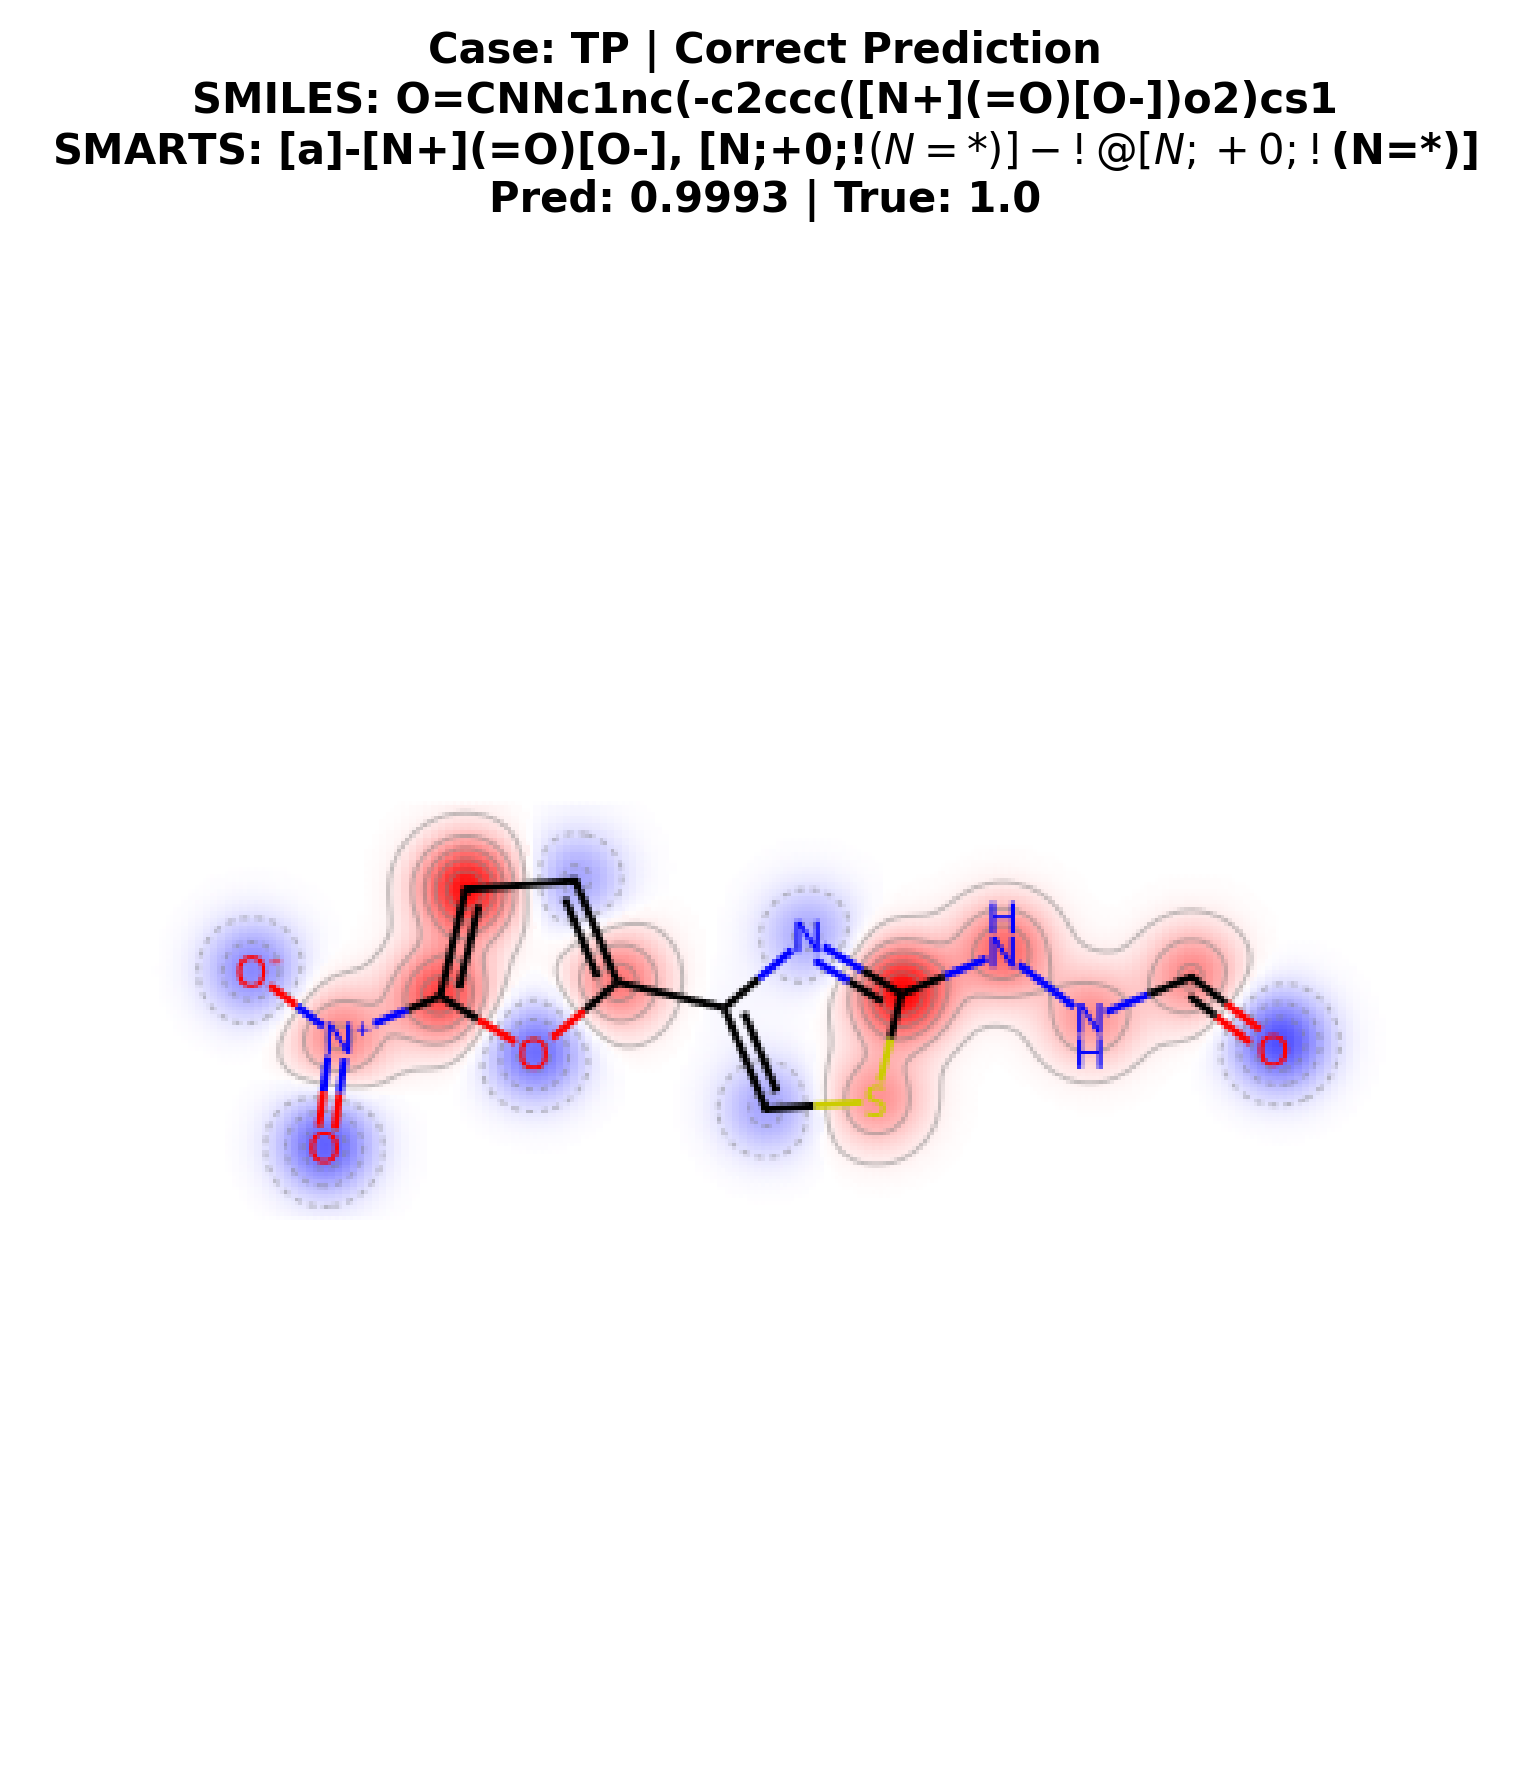 Case: TP | Correct Prediction
SMILES: O=CNNc1nc(-c2ccc([N+](=O)[O-])o2)cs1
SMARTS: [a]-[N+](=O)[O-], [N;+0;!(N = *)] − ! @[N; +0; ! (N=*)]
Pred: 0.9993 | True: 1.0
H
N
N
O⁻
N⁺
N
H
O
O
S
O